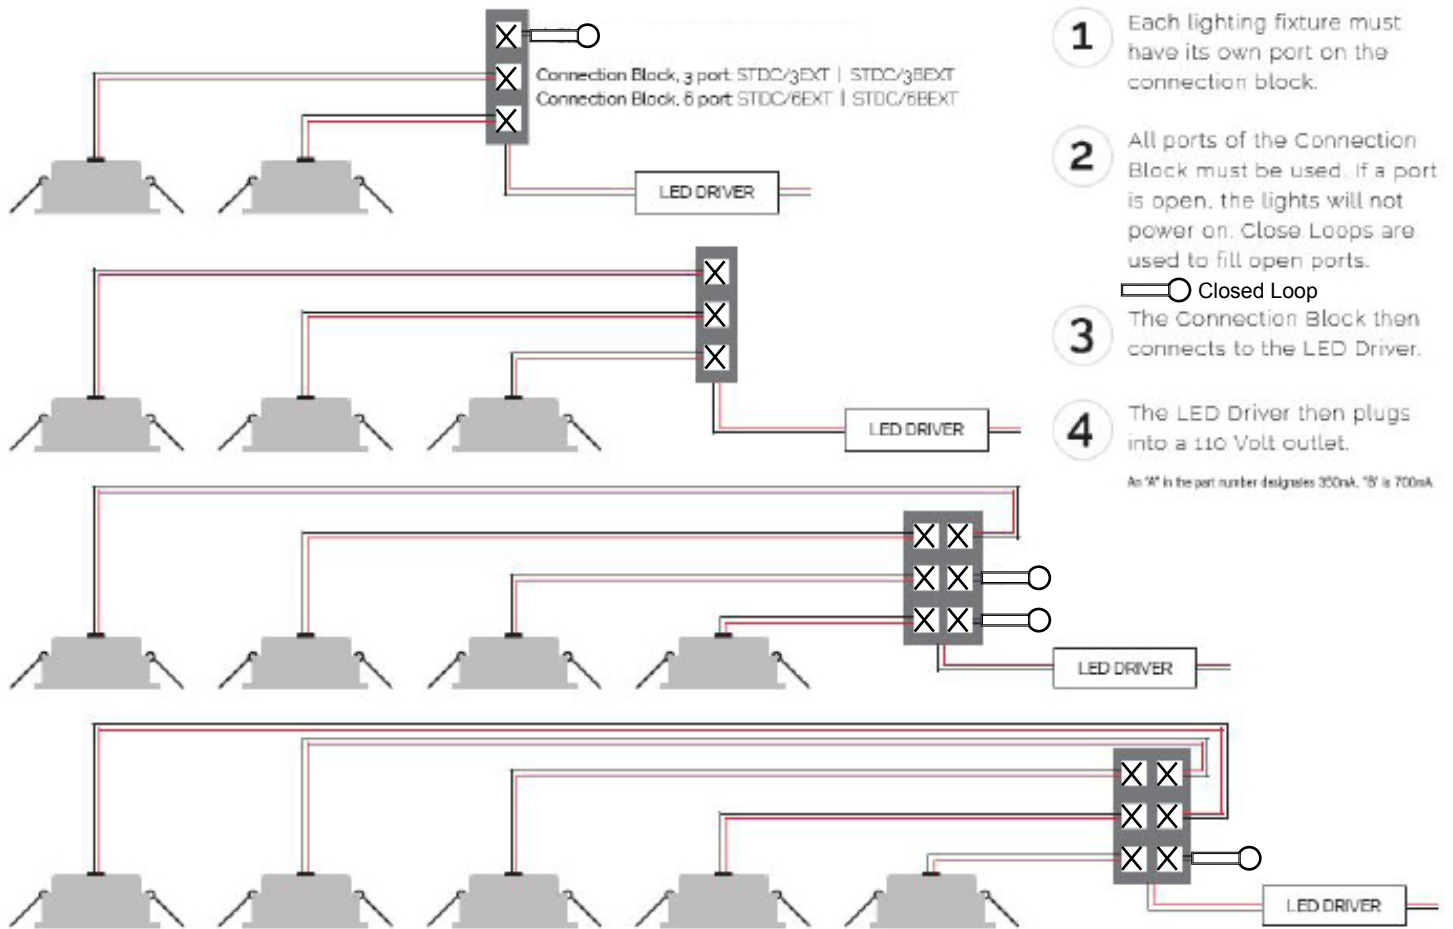 Connection Block, 3 port: STDC/3EXT | STDC/3BEXT
Connection Block, 6 port: STDC/6EXT | STDC/6BEXT
LED DRIVER
LED DRIVER
LED DRIVER
LED DRIVER
1
Each lighting fixture must
have its own port on the
connection block.
2
All ports of the Connection
Block must be used. If a port
is open, the lights will not
power on. Close Loops are
used to fill open ports.
Closed Loop
3
The Connection Block then
connects to the LED Driver.
4
The LED Driver then plugs
into a 110 Volt outlet.
An "A" in the part number designates 350mA, "B" is 700mA